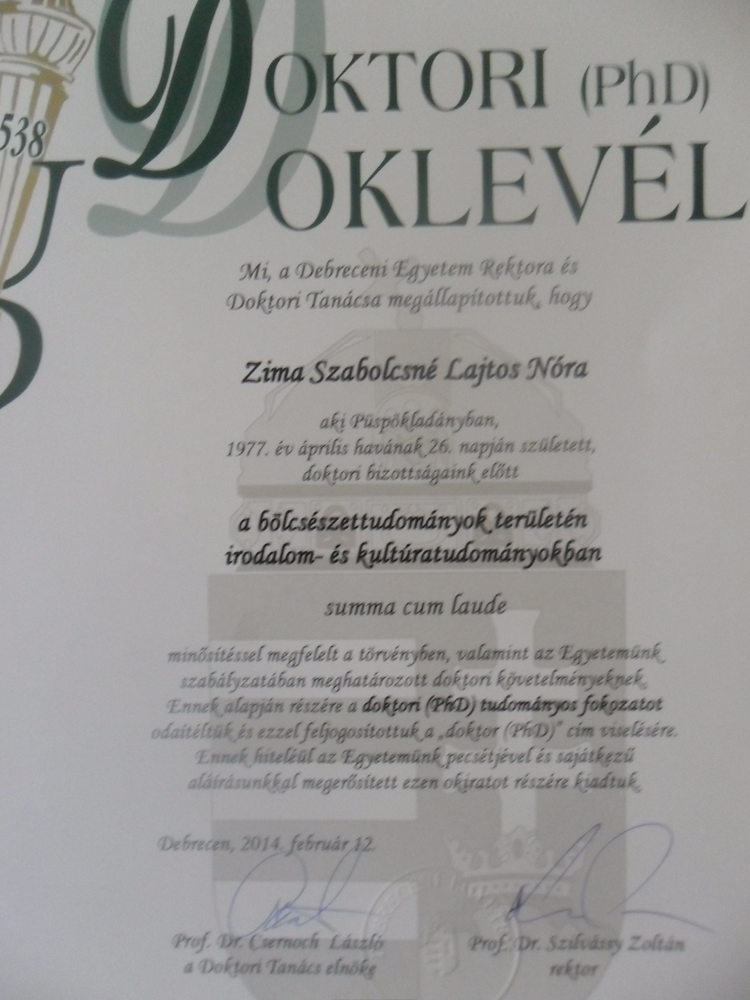 DOKTORI (PhD)
OKLEVÉL
538
Mi, a Debreceni Egyetem Rektora és
Doktori Tanácsa megállapítottuk, hogy
Zima Szabolcsné Lajtos Nóra
aki Püspökladányban,
1977. év április havának 26. napján született,
doktori bizottságaink előtt
a bölcsészettudományok területén
irodalom- és kultúratudományokban
summa cum laude
minősítéssel megfelelt a törvényben, valamint az Egyetemünk
szabályzatában meghatározott doktori követelményeknek.
Ennek alapján részére a doktori (PhD) tudományos fokozatot
odaítéltük és ezzel feljogosítottuk a „doktor (PhD)” cím viselésére.
Ennek hiteléül az Egyetemünk pecsétjével és sajátkezű
aláírásunkkal megerősített ezen okiratot részére kiadtuk.
Debrecen, 2014. február 12.
Prof. Dr. Csernoch László
a Doktori Tanács elnöke
Prof. Dr. Szilvássy Zoltán
rektor